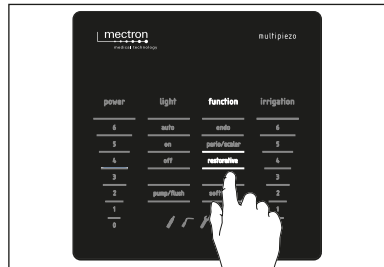 mectron
medical technology
multipiezo
power light function irrigation
6 auto endo 6
5 on perio/scaler 5
4 off restorative 4
3 3
2 pump/flush soft 2
1 1
0